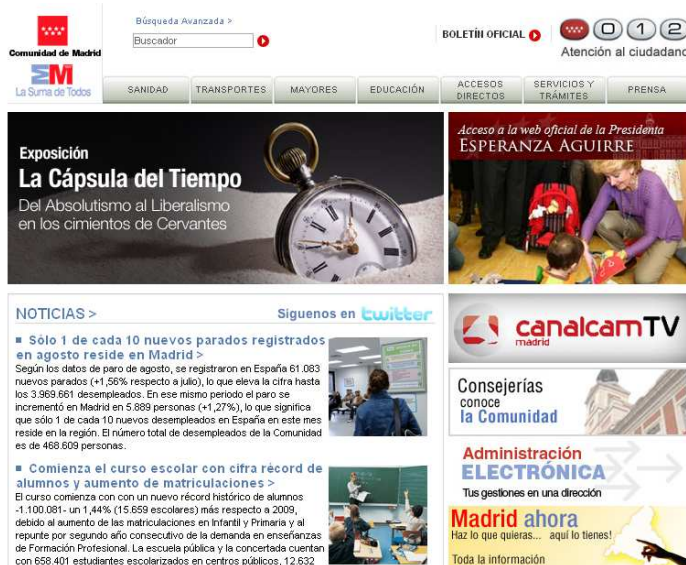 Comunidad de Madrid
La Suma de Todos
Búsqueda Avanzada >
Buscador
BOLETÍN OFICIAL
0 1 2
Atención al ciudadano
SANIDAD
TRANSPORTES
MAYORES
EDUCACIÓN
ACCESOS
DIRECTOS
SERVICIOS Y
TRÁMITES
PRENSA
Exposición
La Cápsula del Tiempo
Del Absolutismo al Liberalismo
en los cimientos de Cervantes
Acceso a la web oficial de la Presidenta
ESPERANZA AGUIRRE
NOTICIAS >
Siguenos en twitter
Sólo 1 de cada 10 nuevos parados registrados
en agosto reside en Madrid >
Según los datos de paro de agosto, se registraron en España 61.083
nuevos parados (+1,56% respecto a julio), lo que eleva la cifra hasta
los 3.969.661 desempleados. En ese mismo periodo el paro se
incrementó en Madrid en 5.889 personas (+1,27%), lo que significa
que sólo 1 de cada 10 nuevos desempleados en España en este mes
reside en la región. El número total de desempleados de la Comunidad
es de 468.609 personas.
Comienza el curso escolar con cifra récord de
alumnos y aumento de matriculaciones >
El curso comienza con con un nuevo récord histórico de alumnos
-1.100.081- un 1,44% (15.659 escolares) más respecto a 2009,
debido al aumento de las matriculaciones en Infantil y Primaria y al
repunte por segundo año consecutivo de la demanda en enseñanzas
de Formación Profesional. La escuela pública y la concertada cuentan
con 658.401 estudiantes escolarizados en centros públicos, 12.632
canalcamTV
madrid
Consejerías
conoce
la Comunidad
Administración
ELECTRÓNICA
Tus gestiones en una dirección
Madrid ahora
Haz lo que quieras... aquí lo tienes!
Toda la información